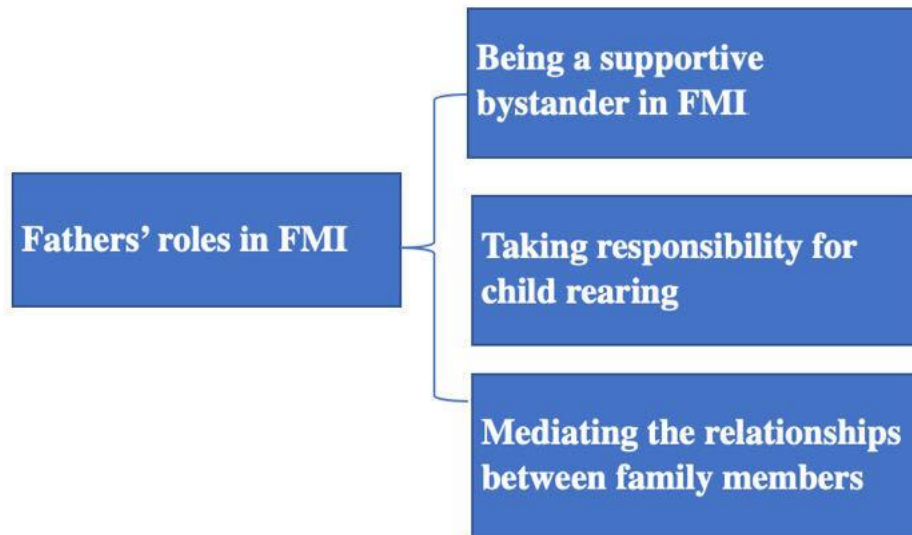 Being a supportive
bystander in FMI
Fathers’ roles in FMI
Taking responsibility for
child rearing
Mediating the relationships
between family members